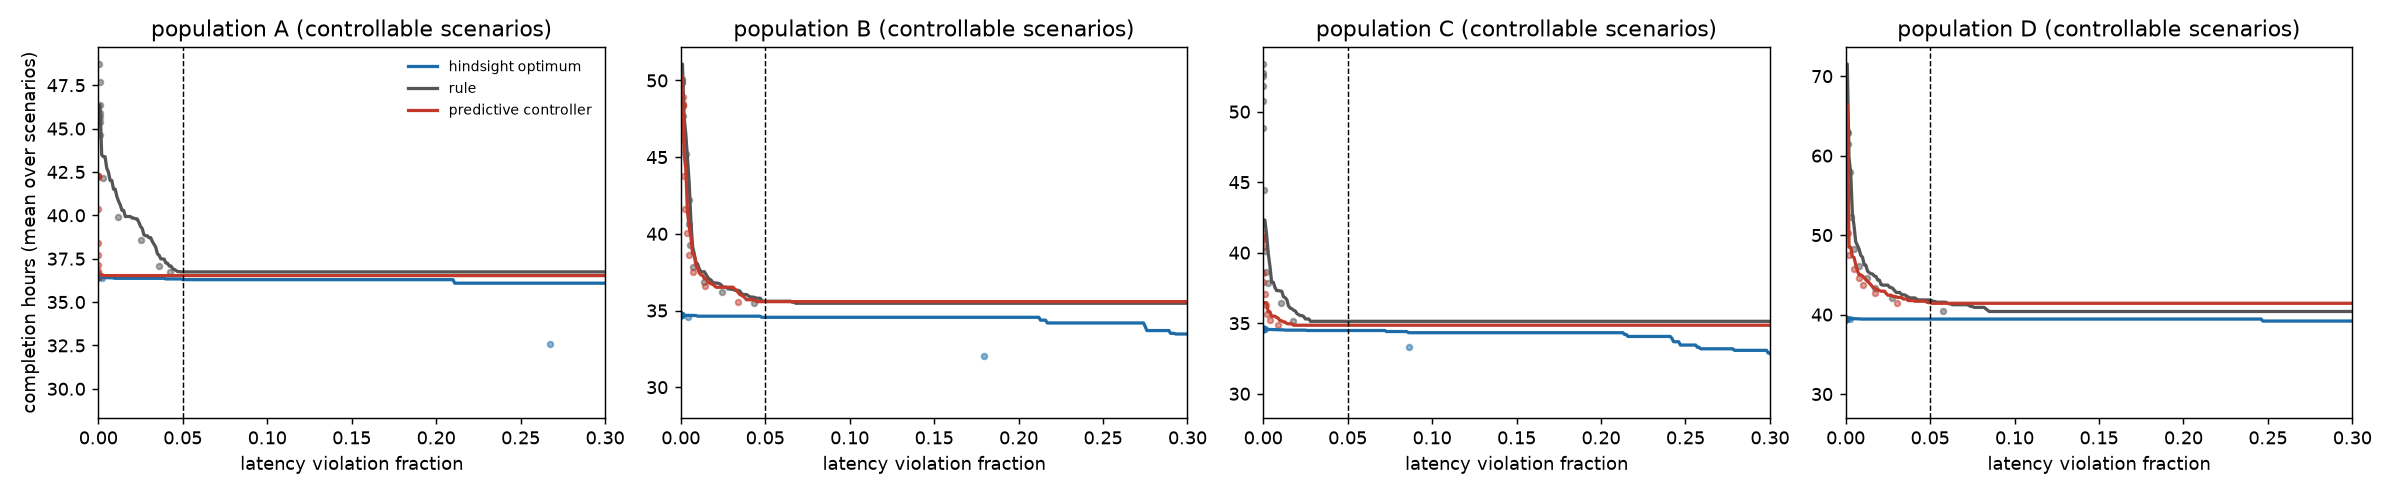 population A (controllable scenarios)
completion hours (mean over scenarios)
47.5
45.0
42.5
40.0
37.5
35.0
32.5
30.0
hindsight optimum
rule
predictive controller
0.00 0.05 0.10 0.15 0.20 0.25 0.30
latency violation fraction
population B (controllable scenarios)
50
45
40
35
30
0.00 0.05 0.10 0.15 0.20 0.25 0.30
latency violation fraction
population C (controllable scenarios)
50
45
40
35
30
0.00 0.05 0.10 0.15 0.20 0.25 0.30
latency violation fraction
population D (controllable scenarios)
70
60
50
40
30
0.00 0.05 0.10 0.15 0.20 0.25 0.30
latency violation fraction